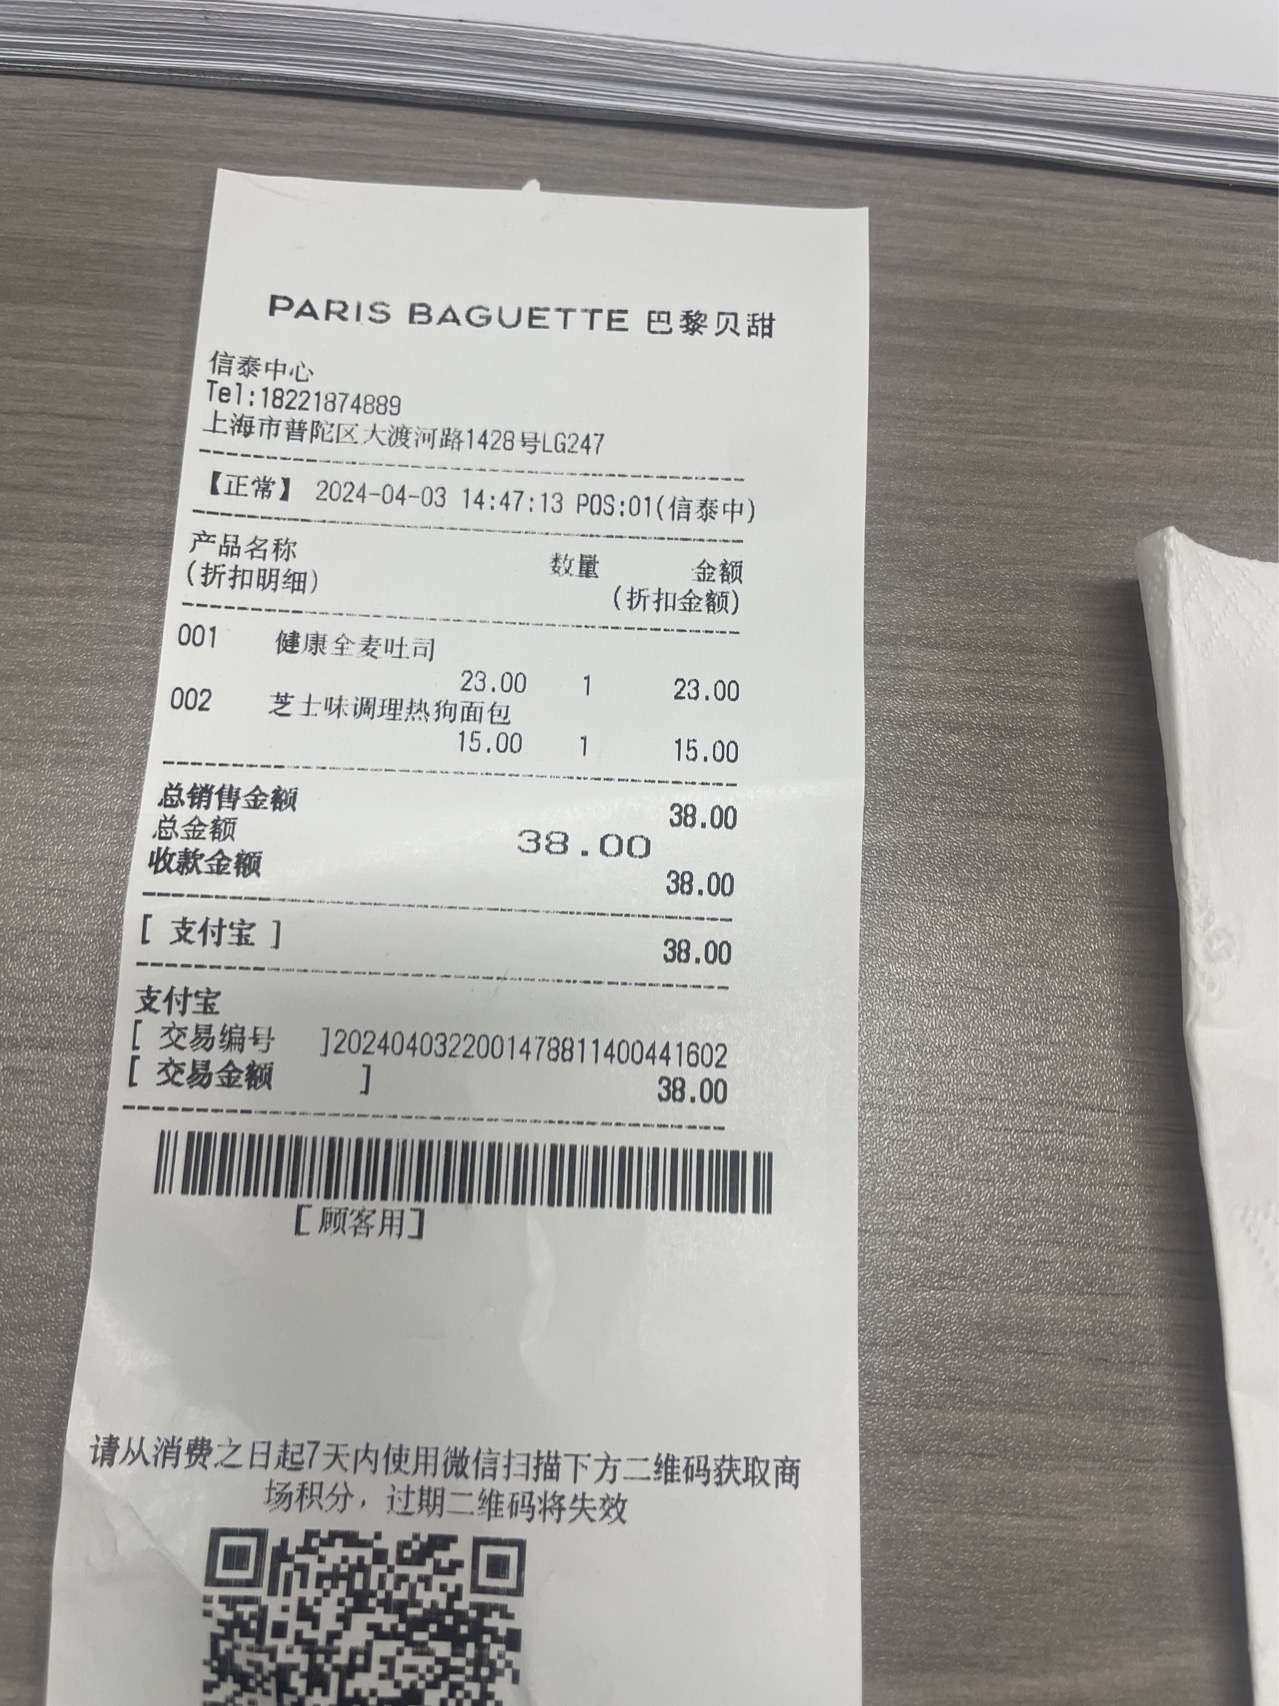 PARIS BAGUETTE 巴黎贝甜
信泰中心
Tel:18221874889
上海市普陀区大渡河路1428号LG247
【正常】 2024-04-03 14:47:13 POS:01(信泰中)
产品名称 数量 金额
(折扣明细) (折扣金额)
001 健康全麦吐司
23.00 1 23.00
002 芝士味调理热狗面包
15.00 1 15.00
总销售金额 38.00
总金额 38.00
收款金额 38.00
[ 支付宝 ] 38.00
支付宝
[ 交易编号 ]2024040322001478811400441602
[ 交易金额 ] 38.00
[顾客用]
请从消费之日起7天内使用微信扫描下方二维码获取商
场积分，过期二维码将失效